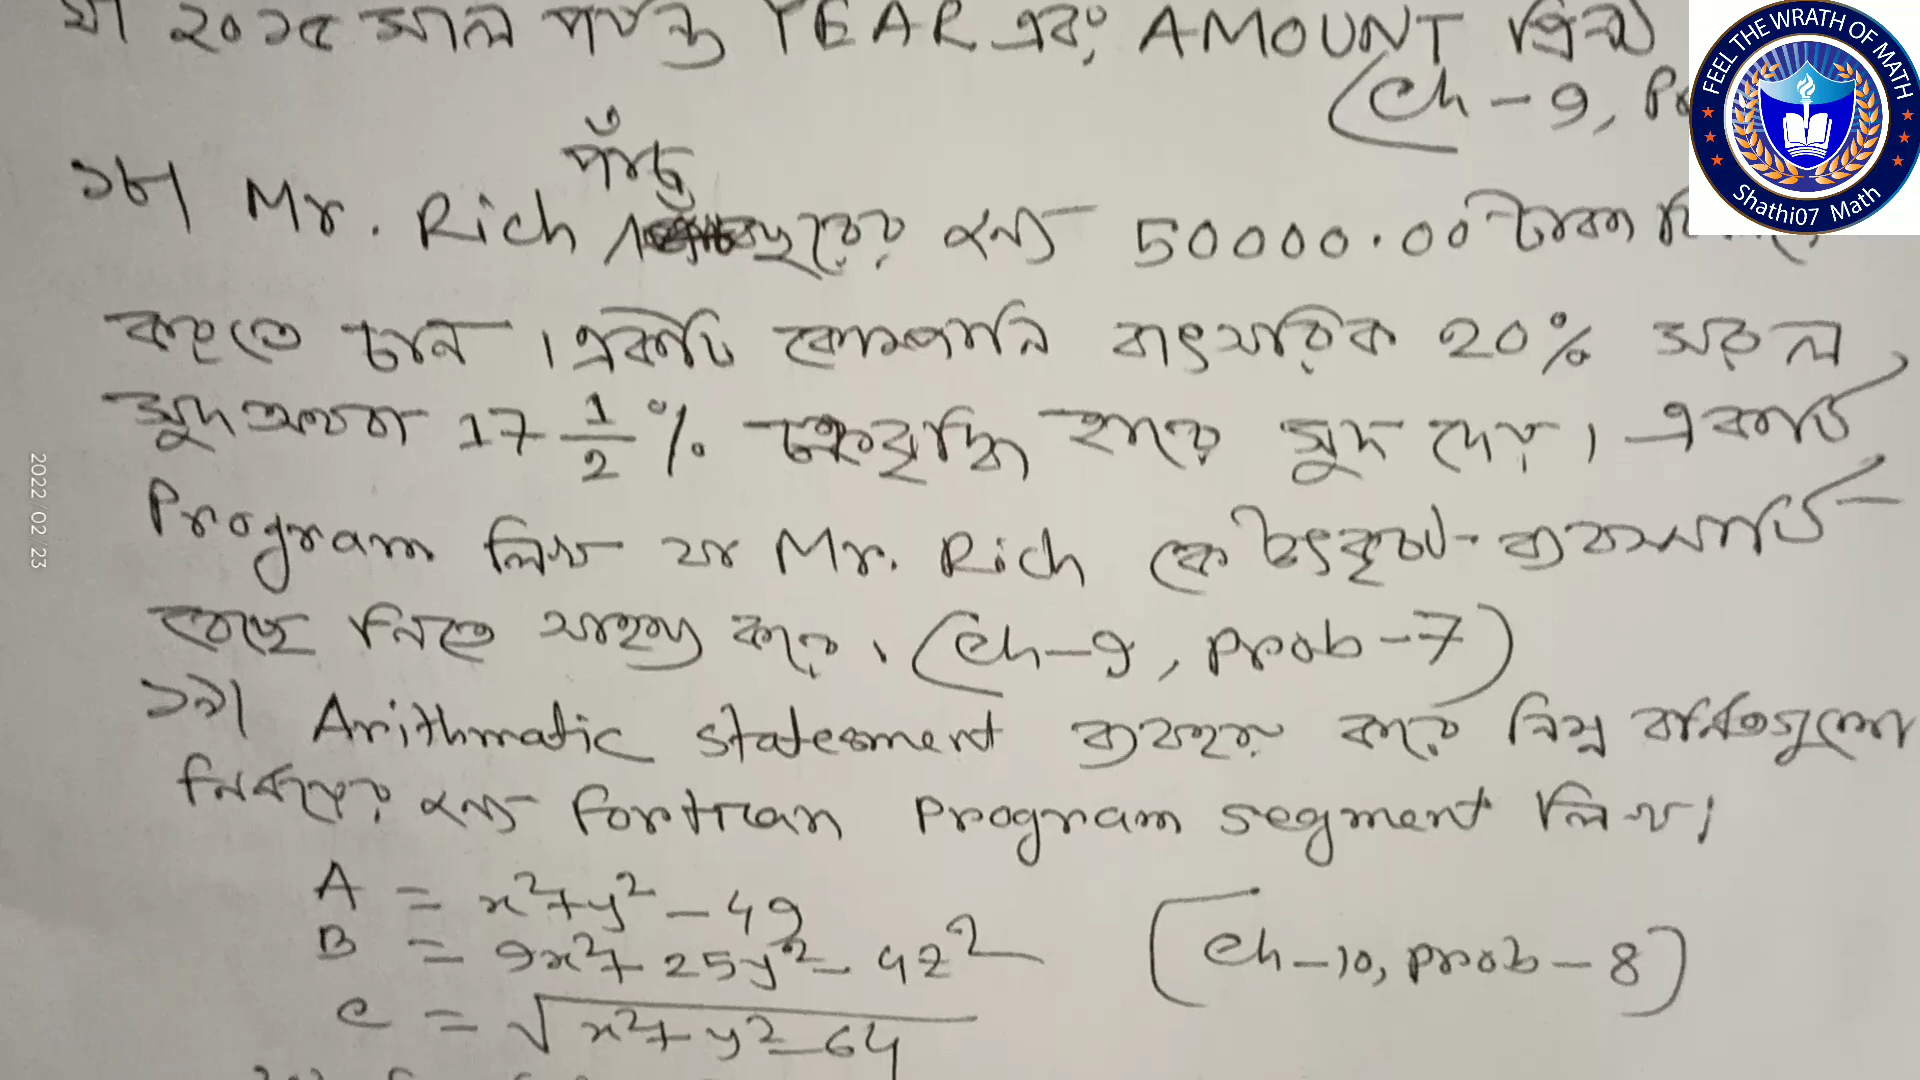 যা ২০১৫ সাল পর্যন্ত YEAR এবং AMOUNT প্রিন্ট
(Ch-9,
FEEL THE WRATH OF MATH
Shathi07 Math
পাঁচ
১৮। Mr. Rich বছরের জন্য 50000.00 টাকা
করতে চান। একটি কোম্পানি বাৎসরিক 20% সরল
সুদ অথবা 17 1/2 % চক্রবৃদ্ধি হারে সুদ দেয়। একটি
Program লিখ যা Mr. Rich কে উৎকৃষ্ট ব্যবসাটি
বেছে নিতে সাহায্য করে। (Ch-9, Prob-7)
১৯। Arithmatic statement ব্যবহার করে নিম্ন বর্ণিতগুলো
নির্ণয়ের জন্য Fortran Program segment লিখ।
A = x²+y²-49
B = 9x²+25y²-4z²
(Ch-10, Prob-8)
C = √x²+y²-64
2022/02/23